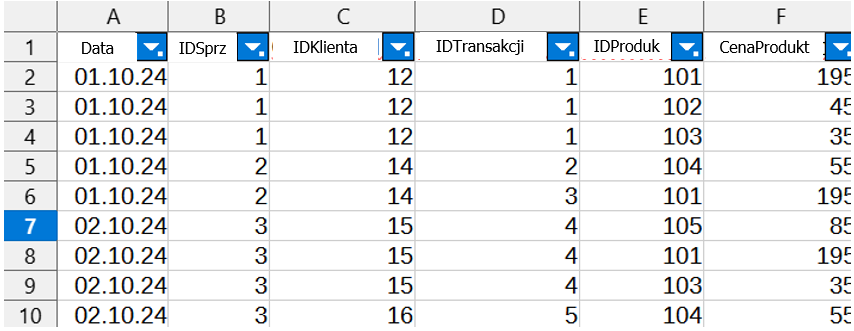 A B C D E F
1 Data IDSprz IDKlienta IDTransakcji IDProduk CenaProdukt
2 01.10.24 1 12 1 101 195
3 01.10.24 1 12 1 102 45
4 01.10.24 1 12 1 103 35
5 01.10.24 2 14 2 104 55
6 01.10.24 2 14 3 101 195
7 02.10.24 3 15 4 105 85
8 02.10.24 3 15 4 101 195
9 02.10.24 3 15 4 103 35
10 02.10.24 3 16 5 104 55